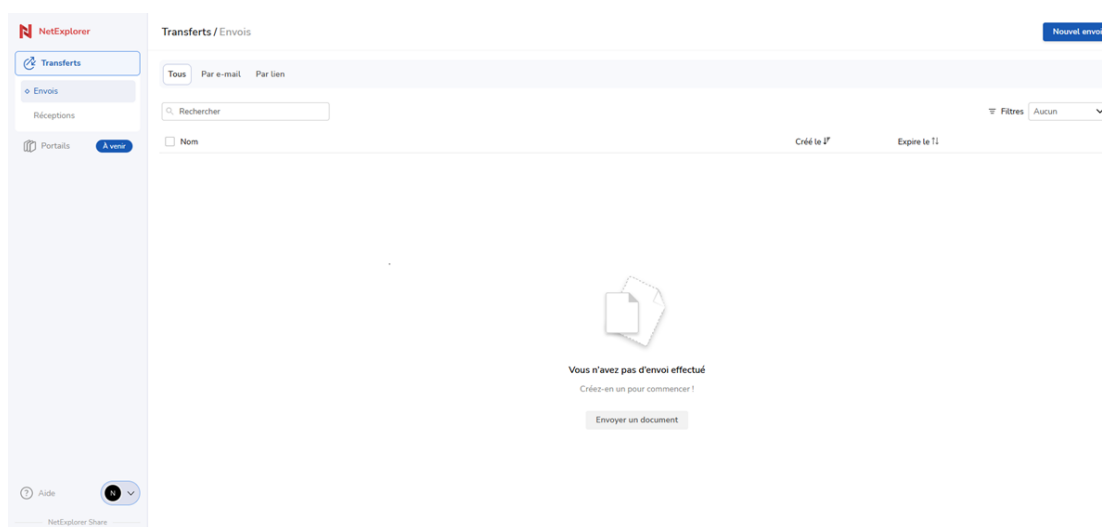 NetExplorer
Transferts / Envois
Nouvel envoi
Transferts
Tous Par e-mail Par lien
Envois
Rechercher
Filtres Aucun
Réceptions
Nom Créé le Expire le
Portails À venir
Vous n'avez pas d'envoi effectué
Créez-en un pour commencer !
Envoyer un document
Aide
N
NetExplorer Share